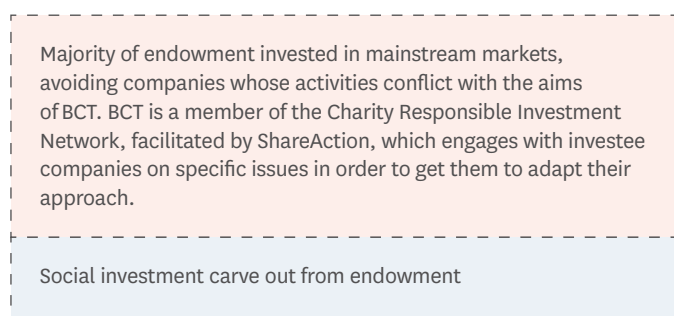 Majority of endowment invested in mainstream markets,
avoiding companies whose activities conflict with the aims
of BCT. BCT is a member of the Charity Responsible Investment
Network, facilitated by ShareAction, which engages with investee
companies on specific issues in order to get them to adapt their
approach.
Social investment carve out from endowment